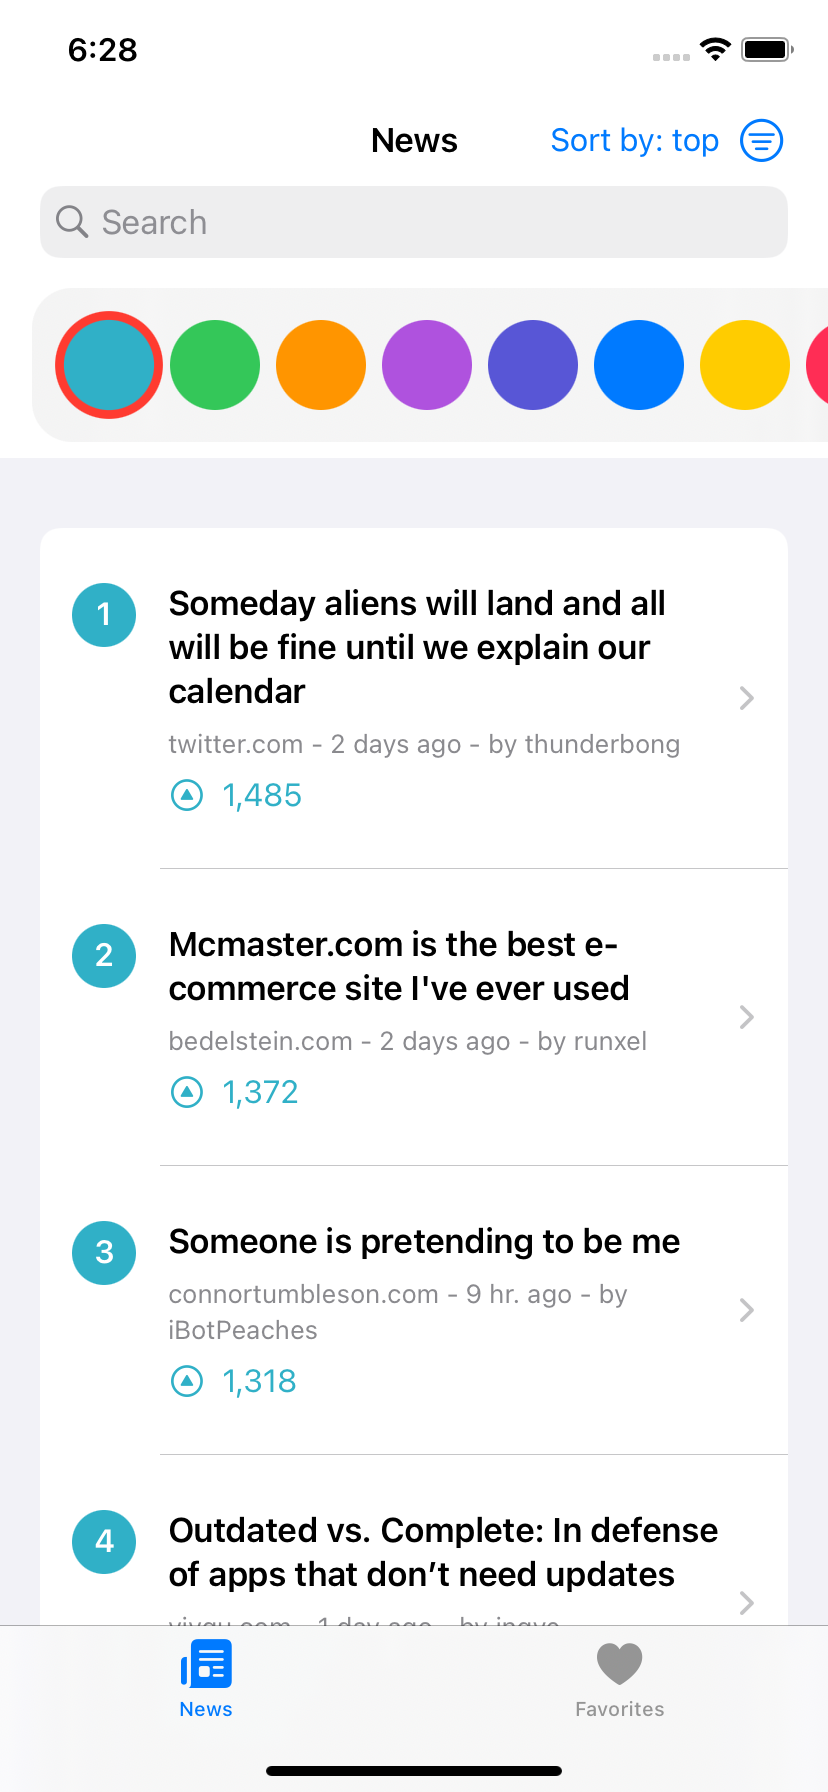 6:28
News
Sort by: top
Search
1
Someday aliens will land and all
will be fine until we explain our
calendar
twitter.com - 2 days ago - by thunderbong
1,485
2
Mcmaster.com is the best e-
commerce site I've ever used
bedelstein.com - 2 days ago - by runxel
1,372
3
Someone is pretending to be me
connortumbleson.com - 9 hr. ago - by
iBotPeaches
1,318
4
Outdated vs. Complete: In defense
of apps that don’t need updates
1 day ago
News
Favorites